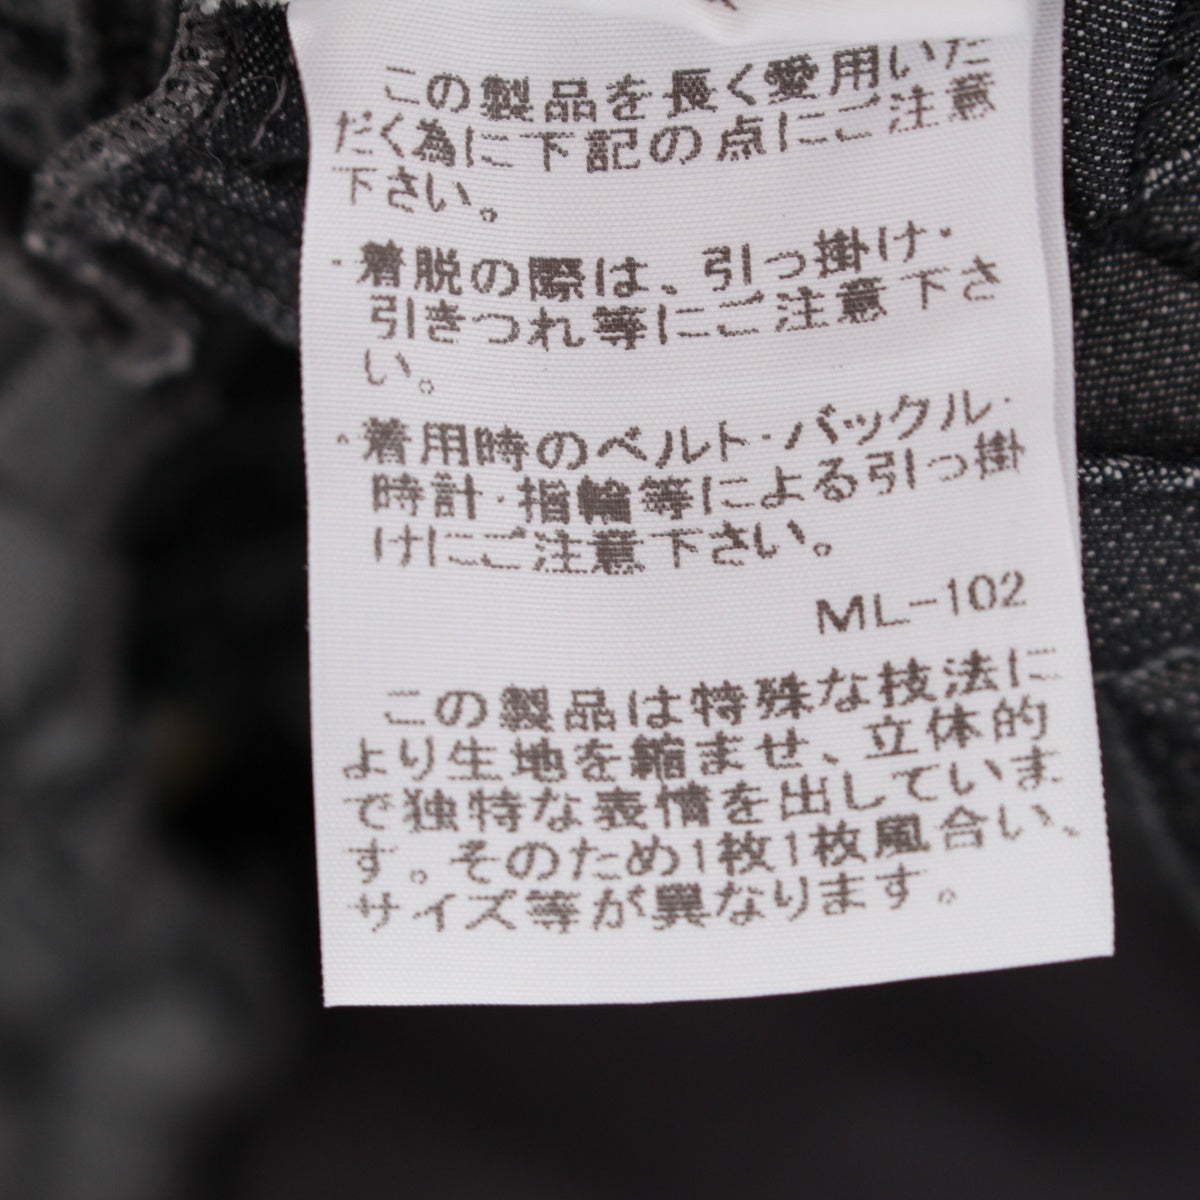 この製品を長く愛用いた
だく為に下記の点にご注意
下さい。
・着脱の際は、引っ掛け・
引きつれ等にご注意下さ
い。
・着用時のベルト・バックル・
時計・指輪等による引っ掛
けにご注意下さい。
ML-102
この製品は特殊な技法に
より生地を縮ませ、立体的
で独特な表情を出していま
す。そのため1枚1枚風合い、
サイズ等が異なります。